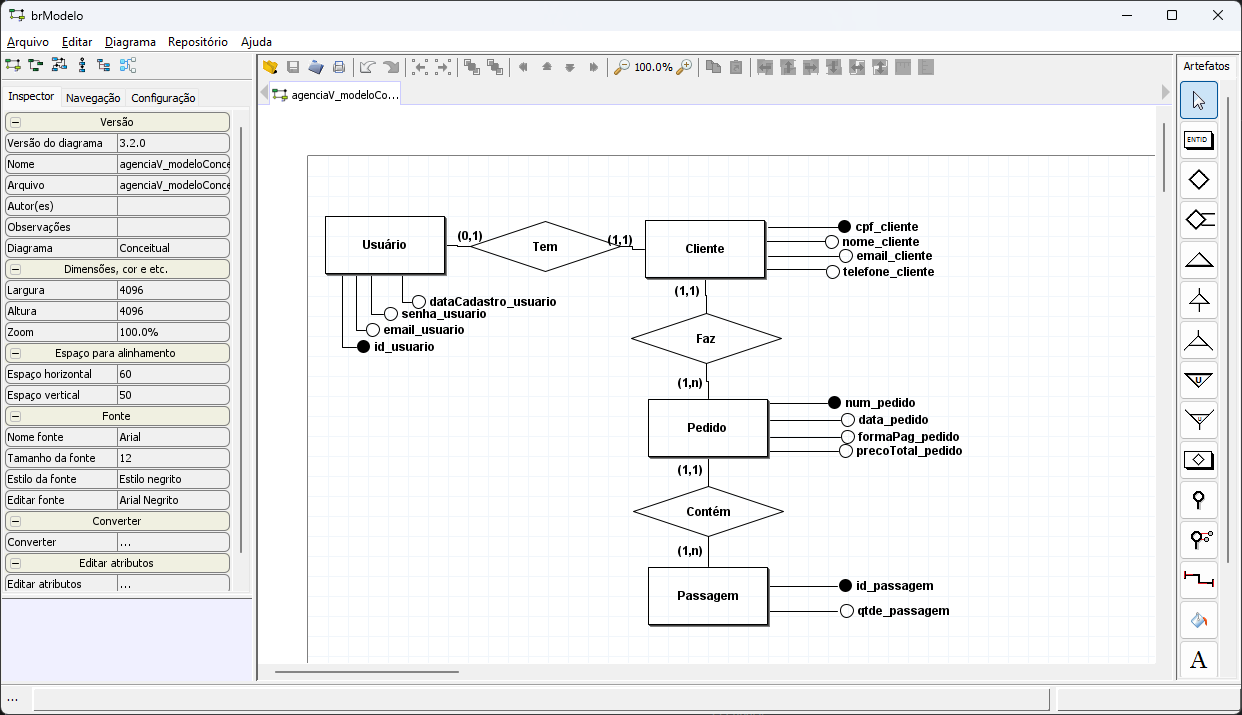 brModelo
Arquivo Editar Diagrama Repositório Ajuda
100.0%
Artefatos
Inspector Navegação Configuração
agenciaV_modeloCo...
Versão
Versão do diagrama 3.2.0
Nome agenciaV_modeloConce
Arquivo agenciaV_modeloConce
Autor(es)
Observações
Diagrama Conceitual
Dimensões, cor e etc.
Largura 4096
Altura 4096
Zoom 100.0%
Espaço para alinhamento
Espaço horizontal 60
Espaço vertical 50
Fonte
Nome fonte Arial
Tamanho da fonte 12
Estilo da fonte Estilo negrito
Editar fonte Arial Negrito
Converter
Converter ...
Editar atributos
Editar atributos ...
...
Usuário
(0,1)
Tem
(1,1)
Cliente
cpf_cliente
nome_cliente
email_cliente
telefone_cliente
dataCadastro_usuario
senha_usuario
email_usuario
id_usuario
(1,1)
Faz
(1,n)
Pedido
num_pedido
data_pedido
formaPag_pedido
precoTotal_pedido
(1,1)
Contém
(1,n)
Passagem
id_passagem
qtde_passagem
ENTID
U
U
A